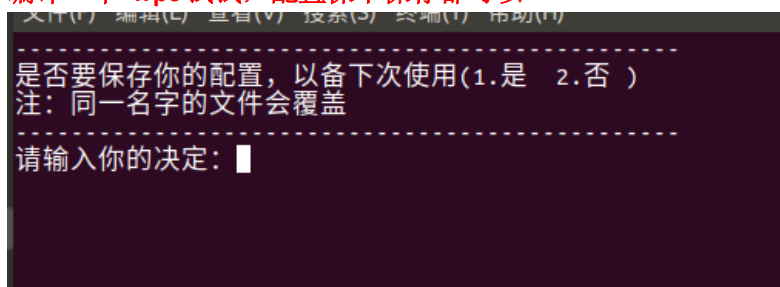 文件(F) 编辑(E) 查看(V) 搜索(S) 终端(T) 帮助(H)
是否要保存你的配置，以备下次使用(1.是  2.否 )
注：同一名字的文件会覆盖
请输入你的决定：